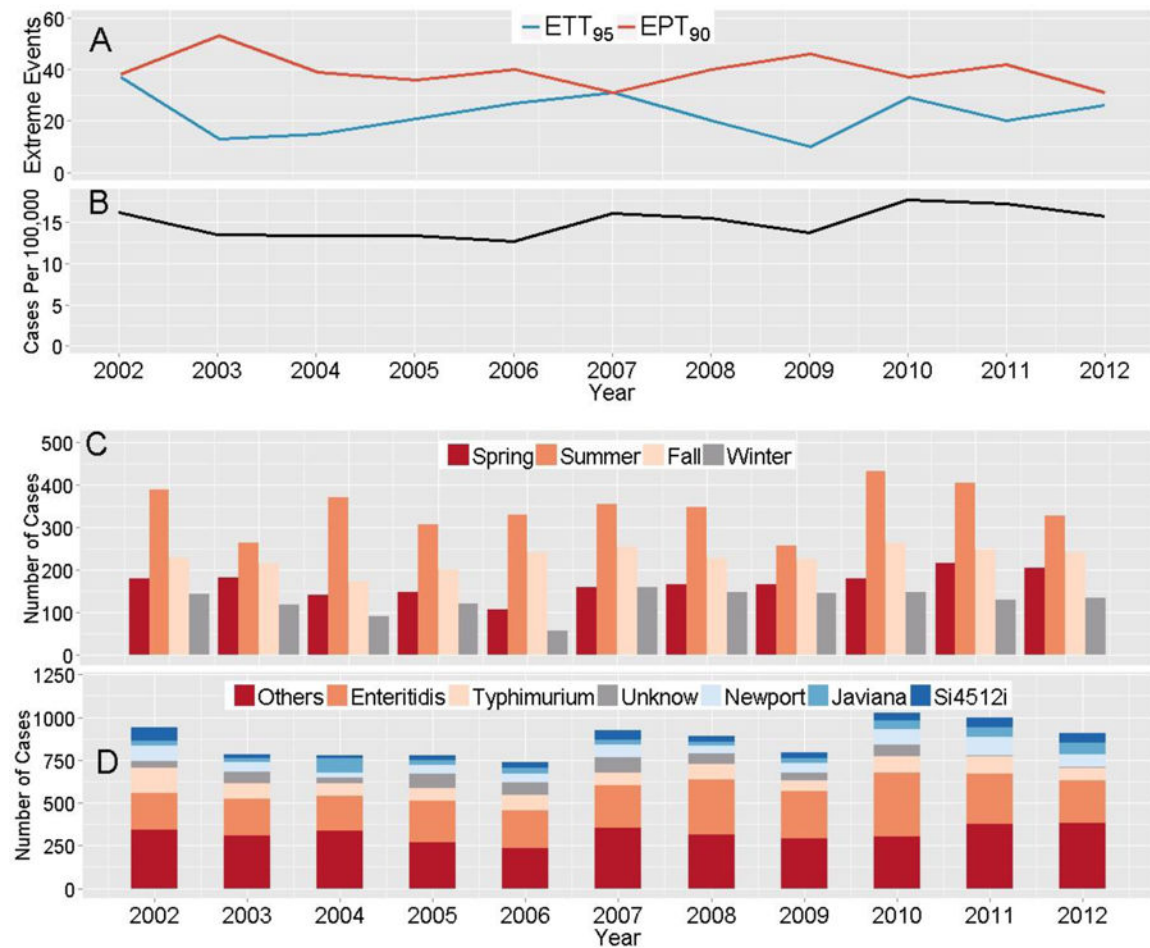 A
ETT95 EPT90
Extreme Events
60
40
20
0
B
Cases Per 100,000
15
10
5
0
2002 2003 2004 2005 2006 2007 2008 2009 2010 2011 2012
Year
C
Spring Summer Fall Winter
Number of Cases
500
400
300
200
100
0
D
Others Enteritidis Typhimurium Unknow Newport Javiana Si4512i
Number of Cases
1250
1000
750
500
250
0
2002 2003 2004 2005 2006 2007 2008 2009 2010 2011 2012
Year